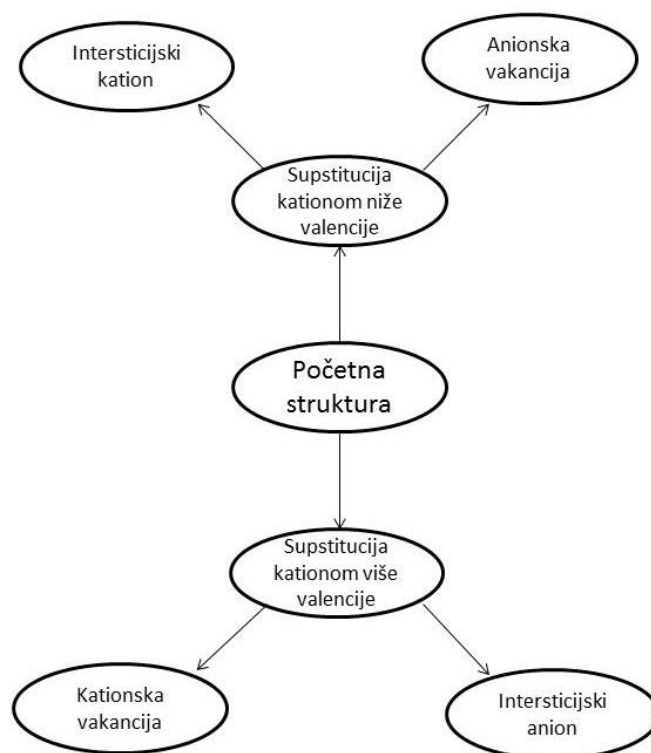 Intersticijski
kation
Anionska
vakancija
Supstitucija
kationom niže
valencije
Početna
struktura
Supstitucija
kationom više
valencije
Kationska
vakancija
Intersticijski
anion